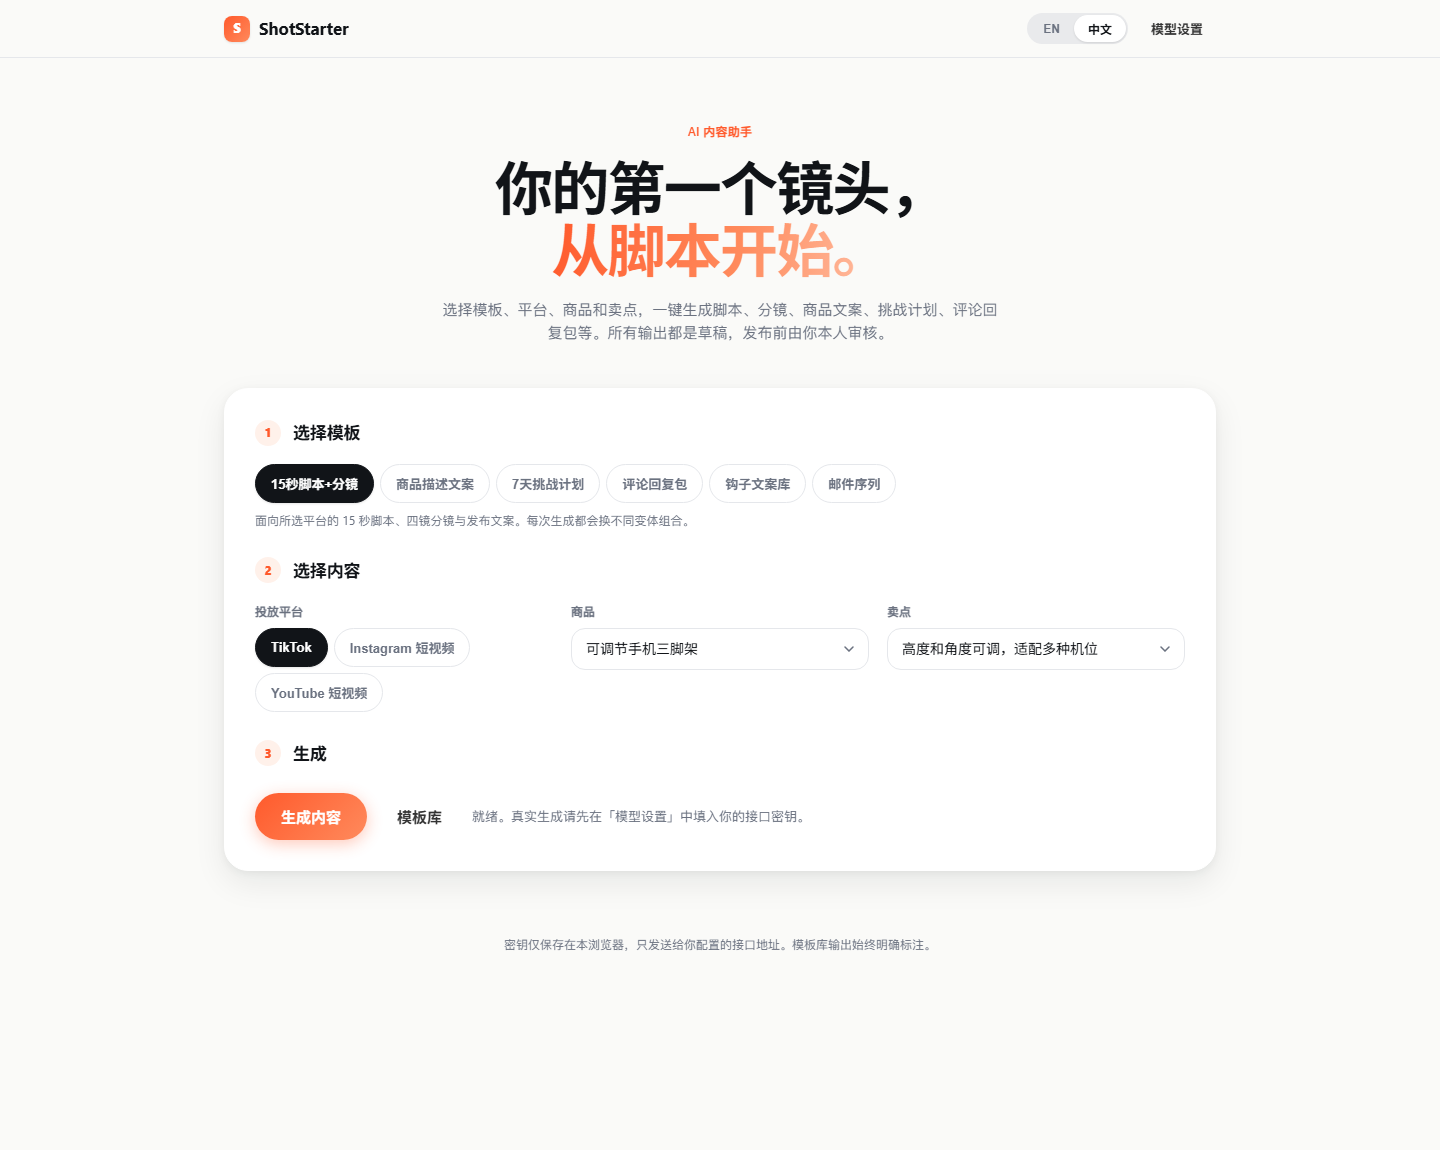 S ShotStarter
EN 中文 模型设置
AI 内容助手
你的第一个镜头，
从脚本开始。
选择模板、平台、商品和卖点，一键生成脚本、分镜、商品文案、挑战计划、评论回
复包等。所有输出都是草稿，发布前由你本人审核。
1 选择模板
15秒脚本+分镜 商品描述文案 7天挑战计划 评论回复包 钩子文案库 邮件序列
面向所选平台的 15 秒脚本、四镜分镜与发布文案。每次生成都会换不同变体组合。
2 选择内容
投放平台 商品 卖点
TikTok Instagram 短视频 可调节手机三脚架 高度和角度可调，适配多种机位
YouTube 短视频
3 生成
生成内容 模板库 就绪。真实生成请先在「模型设置」中填入你的接口密钥。
密钥仅保存在本浏览器，只发送给你配置的接口地址。模板库输出始终明确标注。